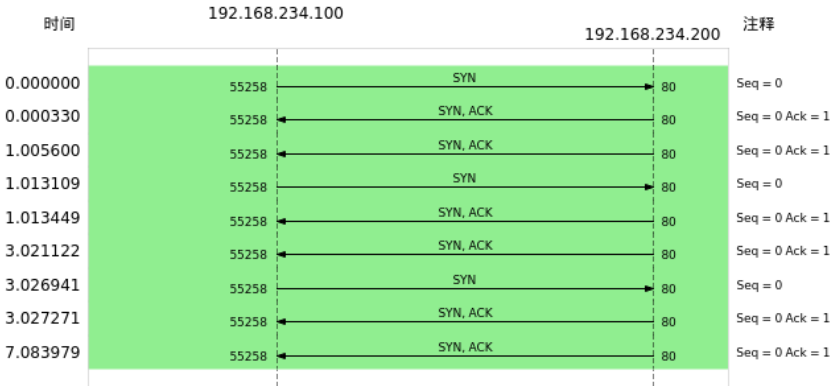 时间 192.168.234.100 192.168.234.200 注释
0.000000 55258 SYN 80 Seq = 0
0.000330 55258 SYN, ACK 80 Seq = 0 Ack = 1
1.005600 55258 SYN, ACK 80 Seq = 0 Ack = 1
1.013109 55258 SYN 80 Seq = 0
1.013449 55258 SYN, ACK 80 Seq = 0 Ack = 1
3.021122 55258 SYN, ACK 80 Seq = 0 Ack = 1
3.026941 55258 SYN 80 Seq = 0
3.027271 55258 SYN, ACK 80 Seq = 0 Ack = 1
7.083979 55258 SYN, ACK 80 Seq = 0 Ack = 1